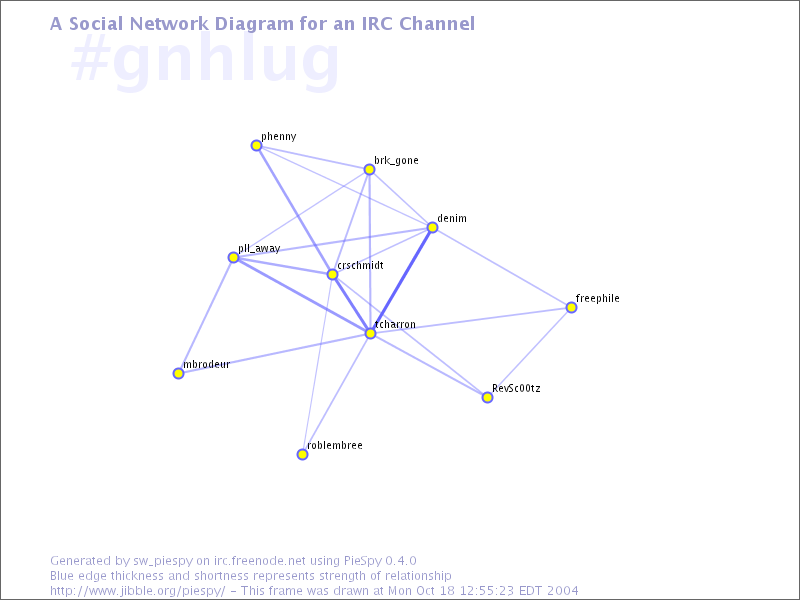 A Social Network Diagram for an IRC Channel
#gnhlug
phenny
brk_gone
denim
pll_away
crschmidt
freephile
tcharron
mbrodeur
RevSc00tz
roblembree
Generated by sw_piespy on irc.freenode.net using PieSpy 0.4.0
Blue edge thickness and shortness represents strength of relationship
http://www.jibble.org/piespy/ - This frame was drawn at Mon Oct 18 12:55:23 EDT 2004